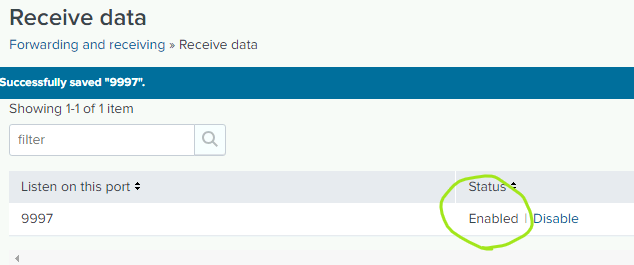 Receive data
Forwarding and receiving » Receive data
Successfully saved "9997".
Showing 1-1 of 1 item
filter
Listen on this port Status
9997 Enabled | Disable